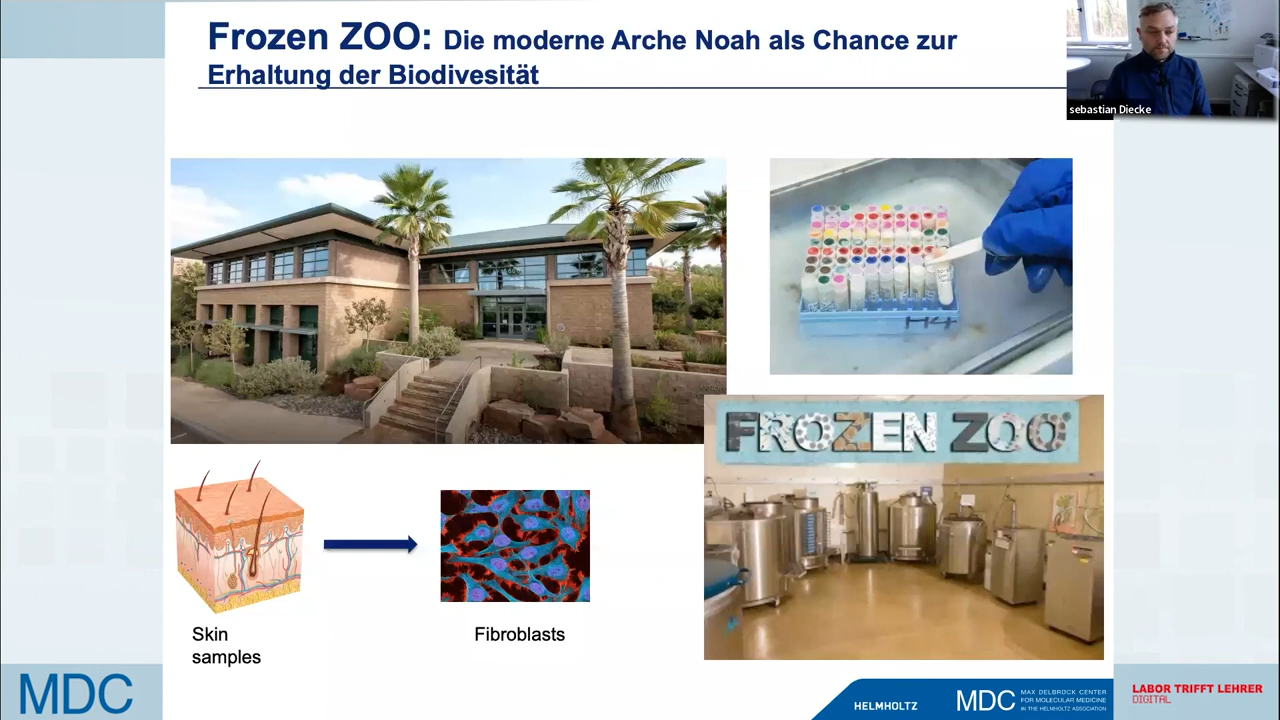 Frozen ZOO: Die moderne Arche Noah als Chance zur
Erhaltung der Biodivesität
sebastian Diecke
H4
FROZEN ZOO
Skin
samples
Fibroblasts
MDC
HELMHOLTZ
MDC
MAX DELBRÜCK CENTER
FOR MOLECULAR MEDICINE
IN THE HELMHOLTZ ASSOCIATION
LABOR TRIFFT LEHRER
DIGITAL